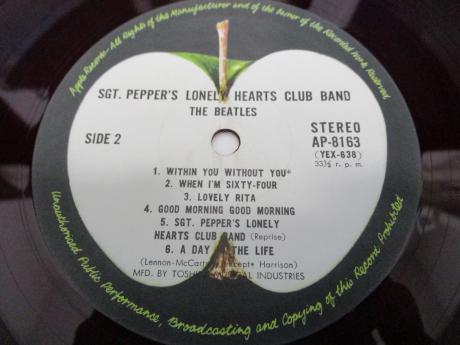 Apple Records-All Rights of the Manufacturer and of the Owner of the Recorded Work Reserved
SGT. PEPPER'S LONELY HEARTS CLUB BAND
THE BEATLES
SIDE 2
STEREO
AP-8163
(YEX-638)
33⅓ r. p. m.
1. WITHIN YOU WITHOUT YOU*
2. WHEN I'M SIXTY-FOUR
3. LOVELY RITA
4. GOOD MORNING GOOD MORNING
5. SGT. PEPPER'S LONELY
HEARTS CLUB BAND (Reprise)
6. A DAY THE LIFE
(Lennon-McCart cept* Harrison)
MFD. BY TOSH AL INDUSTRIES
Unauthorised Public Performance, Broadcasting and Copying of this Record Prohibited